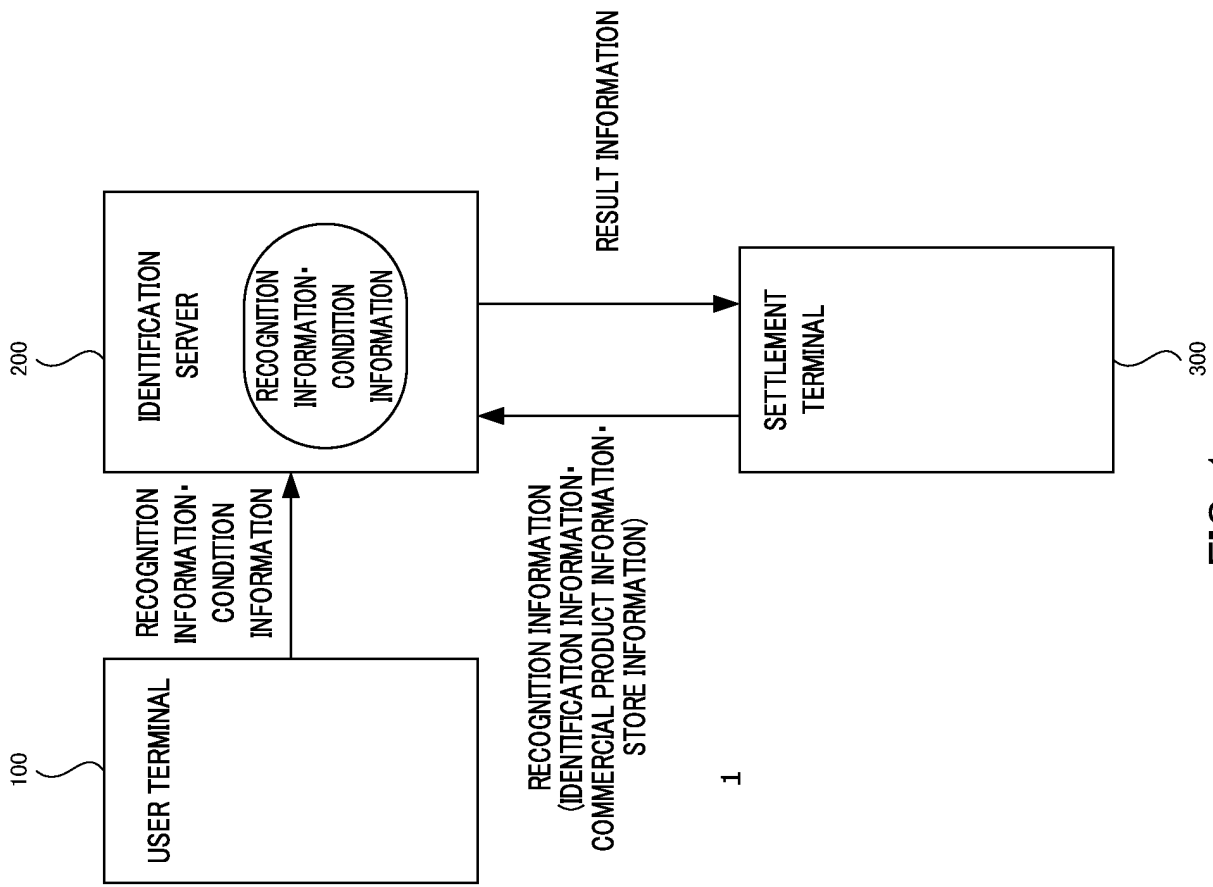 100
200
USER TERMINAL
RECOGNITION
INFORMATION·
CONDITION
INFORMATION
IDENTIFICATION
SERVER
RECOGNITION
INFORMATION·
CONDITION
INFORMATION
RECOGNITION INFORMATION
(IDENTIFICATION INFORMATION·
COMMERCIAL PRODUCT INFORMATION·
STORE INFORMATION)
RESULT INFORMATION
1
SETTLEMENT
TERMINAL
300
FIG.